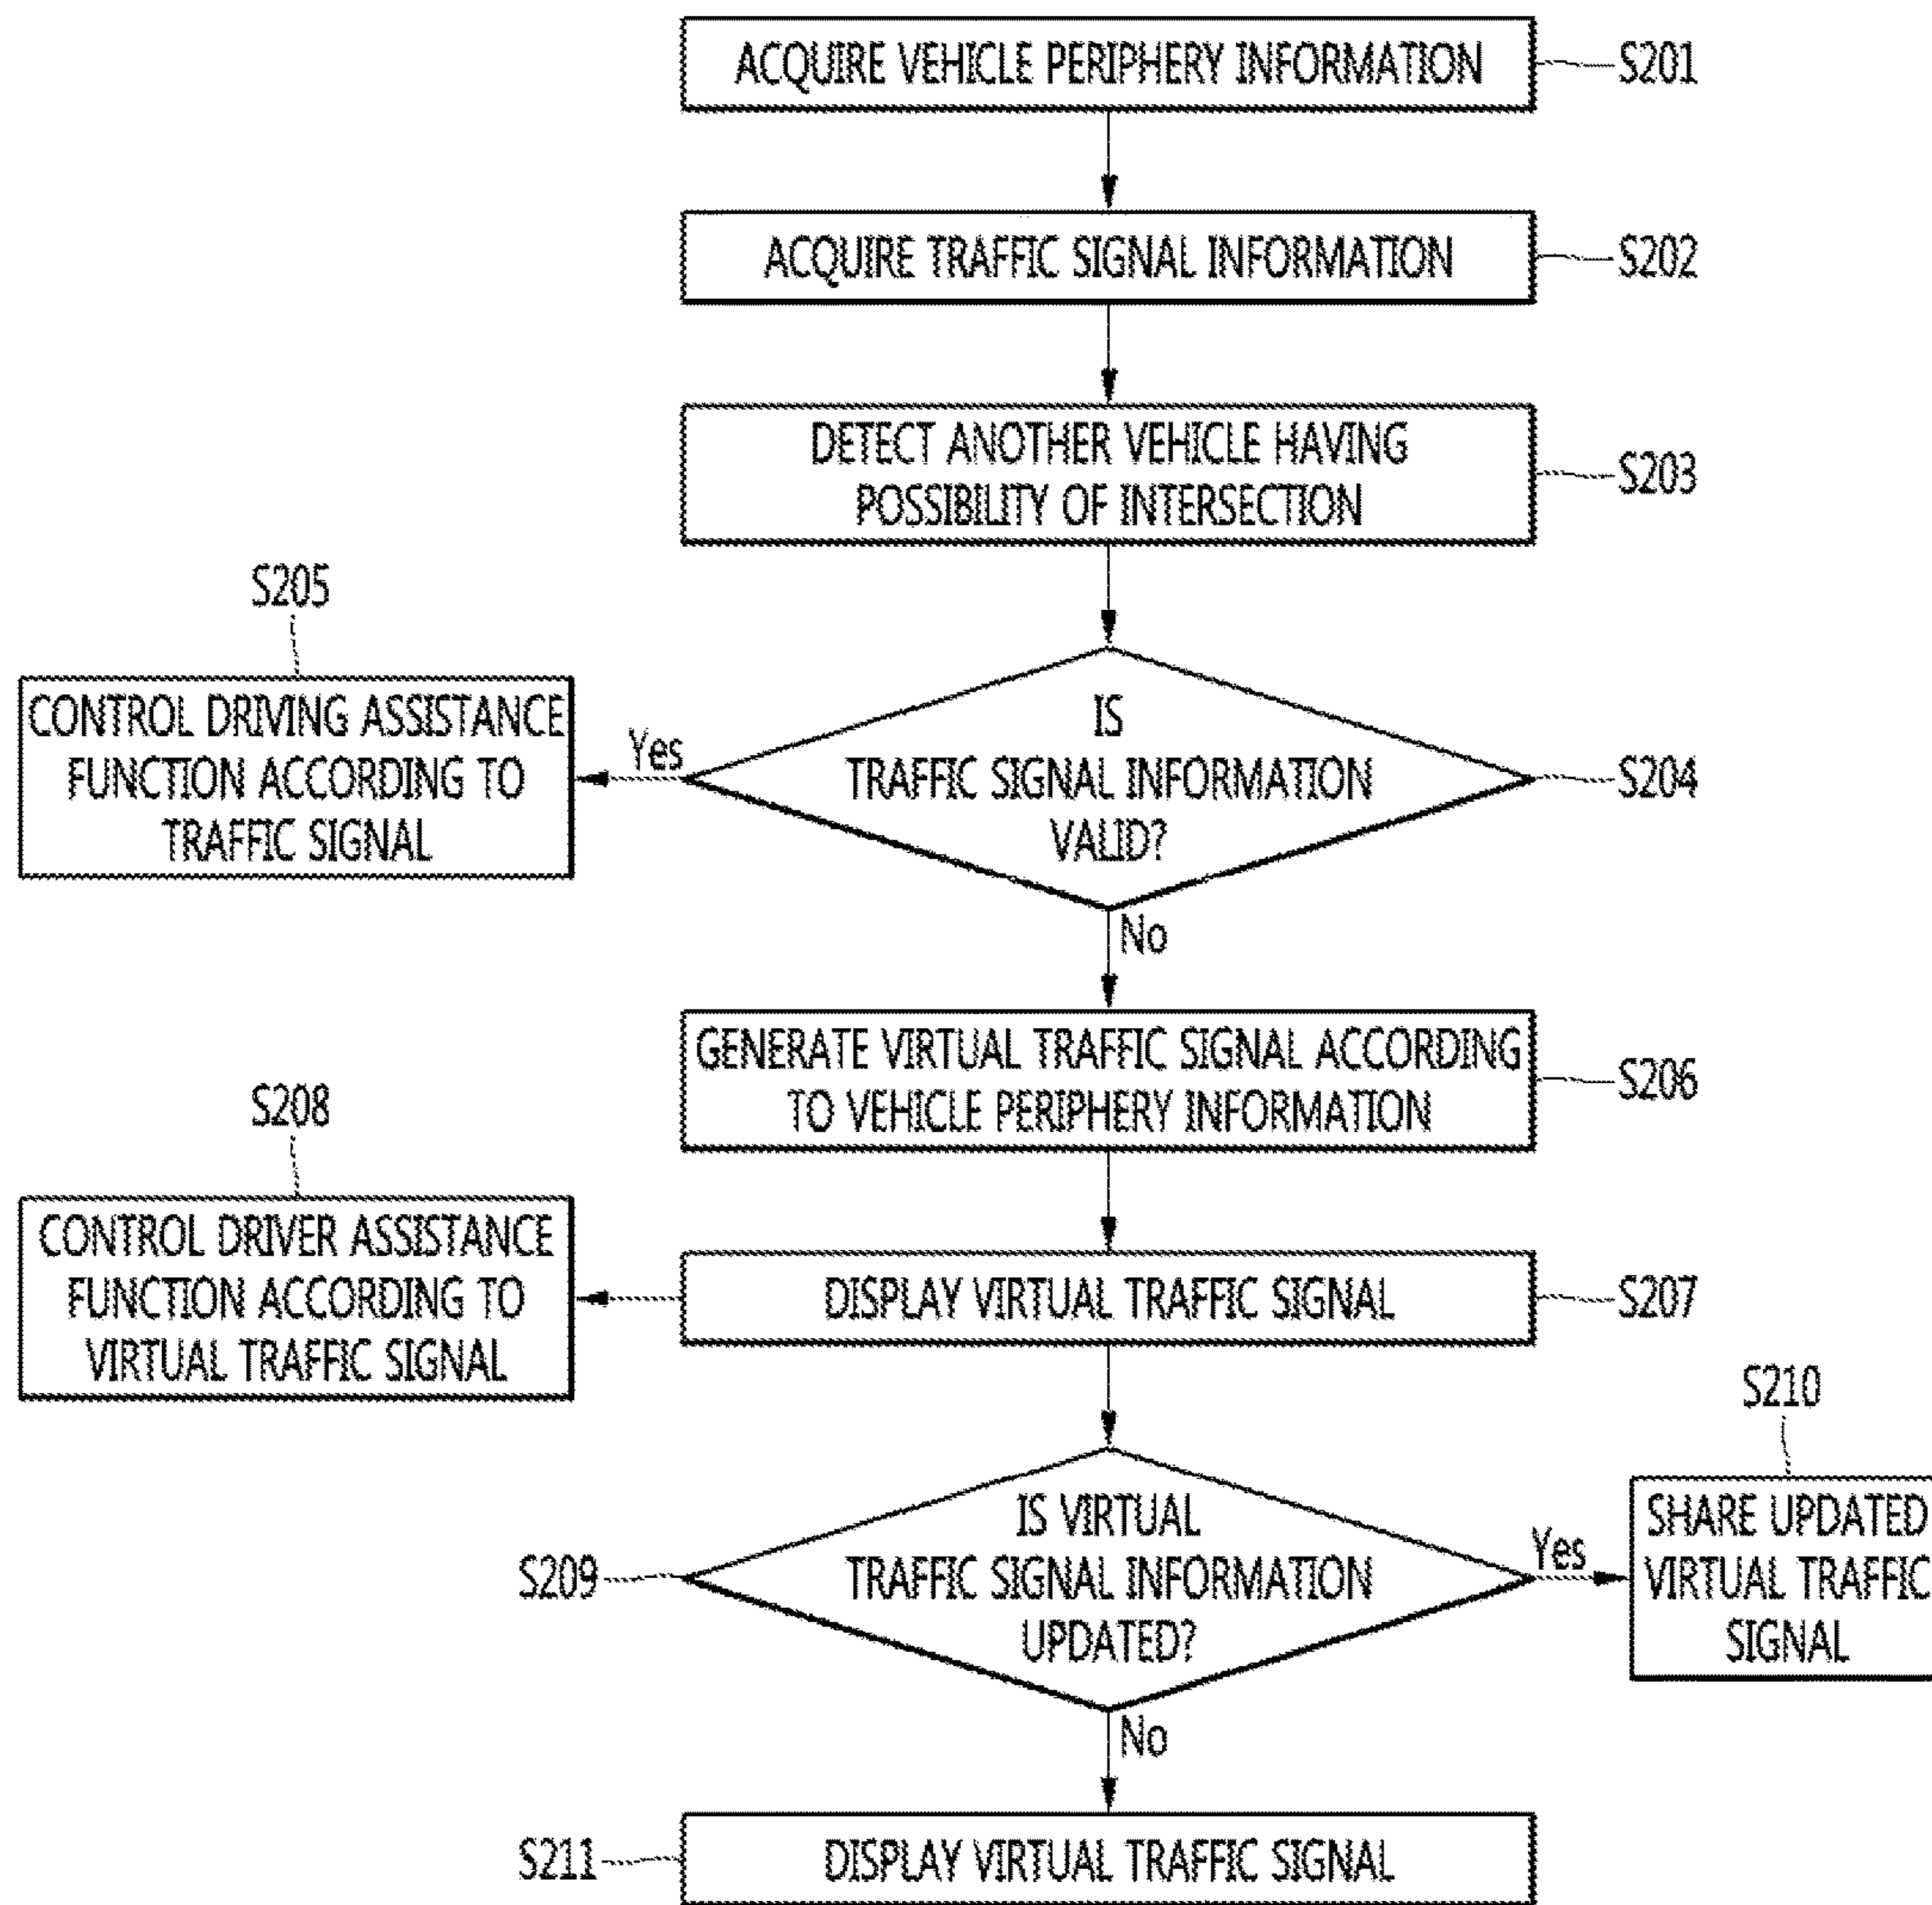 ACQUIRE VEHICLE PERIPHERY INFORMATION
S201
ACQUIRE TRAFFIC SIGNAL INFORMATION
S202
DETECT ANOTHER VEHICLE HAVING
POSSIBILITY OF INTERSECTION
S203
S205
CONTROL DRIVING ASSISTANCE
FUNCTION ACCORDING TO
TRAFFIC SIGNAL
Yes
IS
TRAFFIC SIGNAL INFORMATION
VALID?
S204
No
GENERATE VIRTUAL TRAFFIC SIGNAL ACCORDING
TO VEHICLE PERIPHERY INFORMATION
S206
S208
CONTROL DRIVER ASSISTANCE
FUNCTION ACCORDING TO
VIRTUAL TRAFFIC SIGNAL
DISPLAY VIRTUAL TRAFFIC SIGNAL
S207
S209
IS VIRTUAL
TRAFFIC SIGNAL INFORMATION
UPDATED?
Yes
S210
SHARE UPDATED
VIRTUAL TRAFFIC
SIGNAL
No
S211
DISPLAY VIRTUAL TRAFFIC SIGNAL